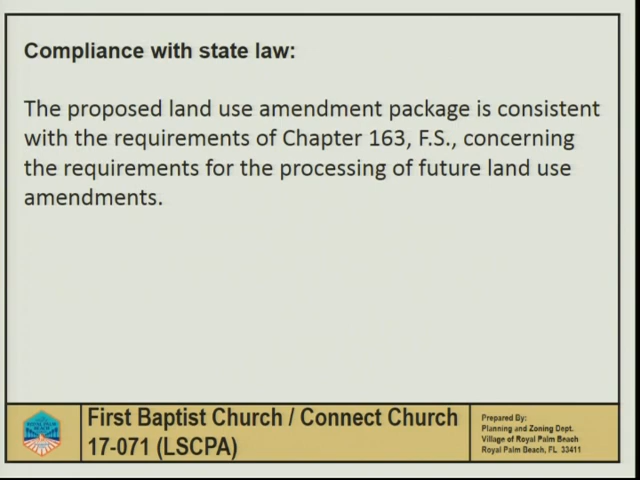 Compliance with state law:
The proposed land use amendment package is consistent
with the requirements of Chapter 163, F.S., concerning
the requirements for the processing of future land use
amendments.
First Baptist Church / Connect Church
17-071 (LSCPA)
Prepared By:
Planning and Zoning Dept.
Village of Royal Palm Beach
Royal Palm Beach, FL 33411